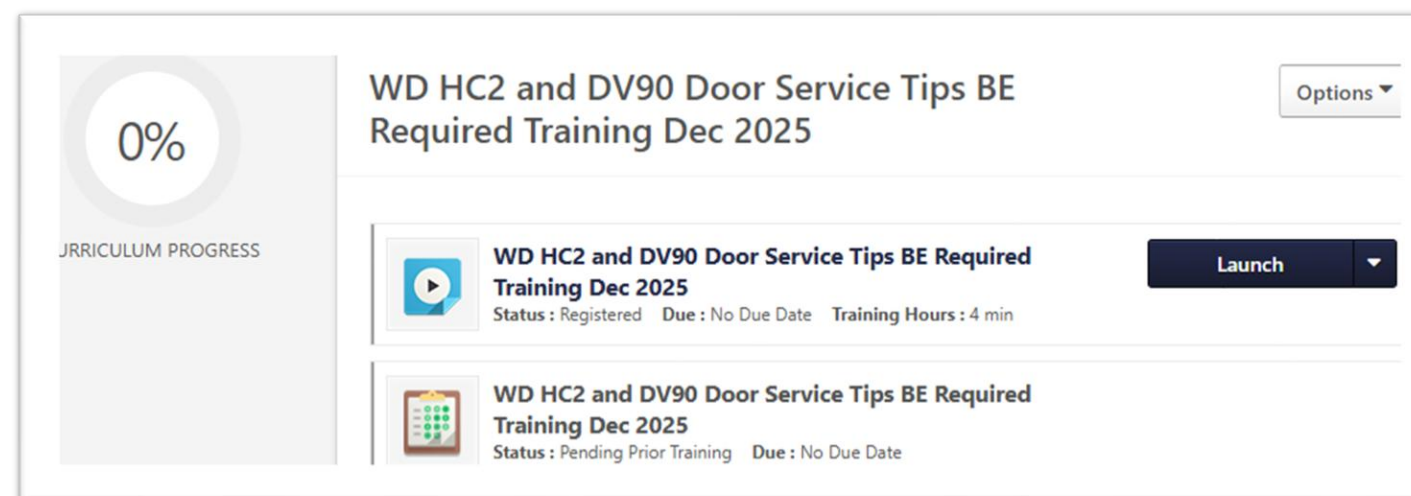 0%
URRICULUM PROGRESS
WD HC2 and DV90 Door Service Tips BE
Required Training Dec 2025
Options
WD HC2 and DV90 Door Service Tips BE Required
Training Dec 2025
Status : Registered Due : No Due Date Training Hours : 4 min
Launch
WD HC2 and DV90 Door Service Tips BE Required
Training Dec 2025
Status : Pending Prior Training Due : No Due Date